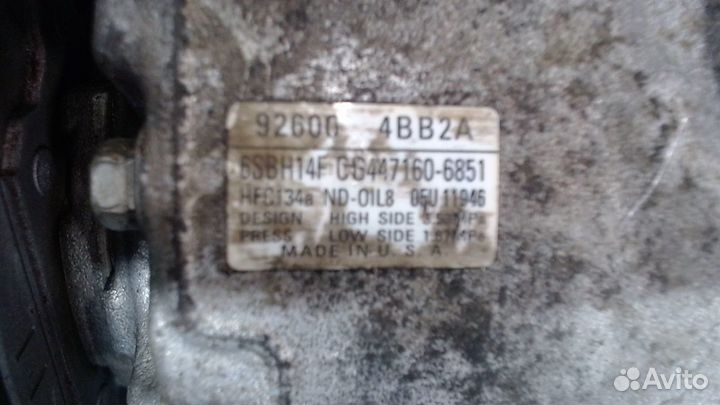 92600 4BB2A
6SBH14F CG447160-6851
HFC134a ND-OIL8 05U11946
DESIGN HIGH SIDE
PRESS LOW SIDE
MADE IN U.S.A
Avito